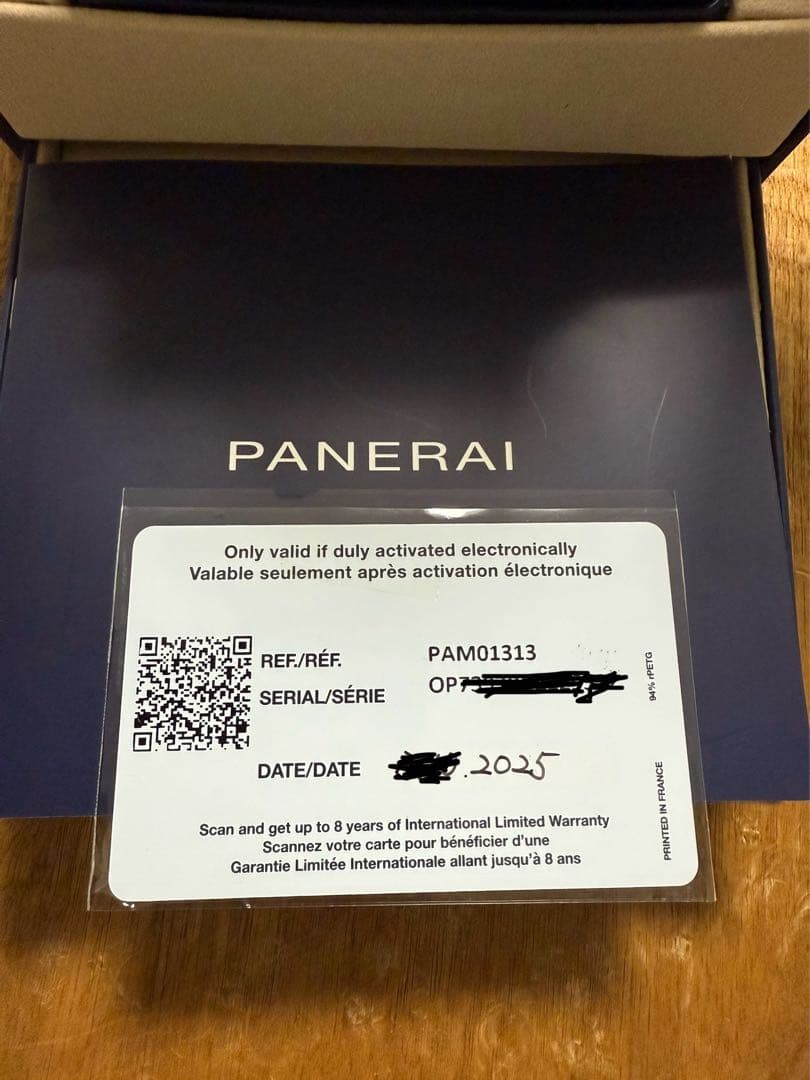 PANERAI
Only valid if duly activated electronically
Valable seulement après activation électronique
REF./RÉF. PAM01313
SERIAL/SÉRIE OP
DATE/DATE .2025
Scan and get up to 8 years of International Limited Warranty
Scannez votre carte pour bénéficier d'une
Garantie Limitée Internationale allant jusqu'à 8 ans
94% rPETG
PRINTED IN FRANCE